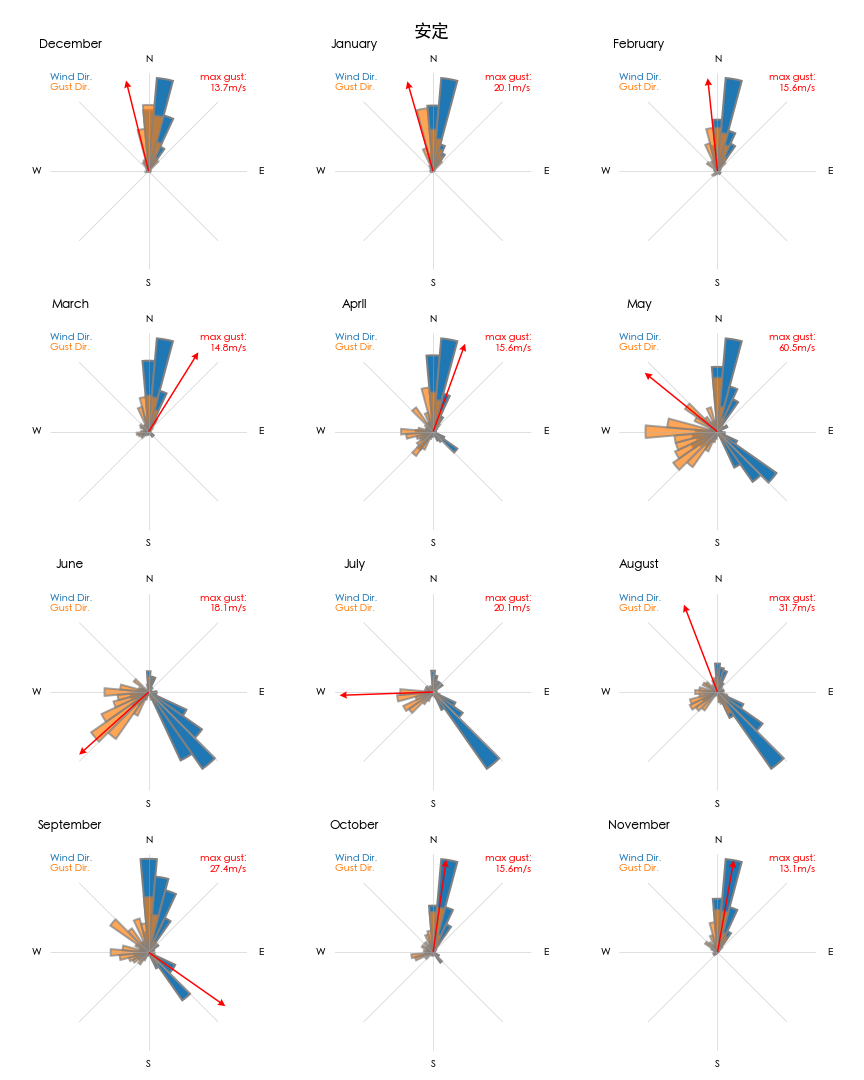 安定
December
N
Wind Dir.
Gust Dir.
max gust:
13.7m/s
W
E
S
January
N
Wind Dir.
Gust Dir.
max gust:
20.1m/s
W
E
S
February
N
Wind Dir.
Gust Dir.
max gust:
15.6m/s
W
E
S
March
N
Wind Dir.
Gust Dir.
max gust:
14.8m/s
W
E
S
April
N
Wind Dir.
Gust Dir.
max gust:
15.6m/s
W
E
S
May
N
Wind Dir.
Gust Dir.
max gust:
60.5m/s
W
E
S
June
N
Wind Dir.
Gust Dir.
max gust:
18.1m/s
W
E
S
July
N
Wind Dir.
Gust Dir.
max gust:
20.1m/s
W
E
S
August
N
Wind Dir.
Gust Dir.
max gust:
31.7m/s
W
E
S
September
N
Wind Dir.
Gust Dir.
max gust:
27.4m/s
W
E
S
October
N
Wind Dir.
Gust Dir.
max gust:
15.6m/s
W
E
S
November
N
Wind Dir.
Gust Dir.
max gust:
13.1m/s
W
E
S